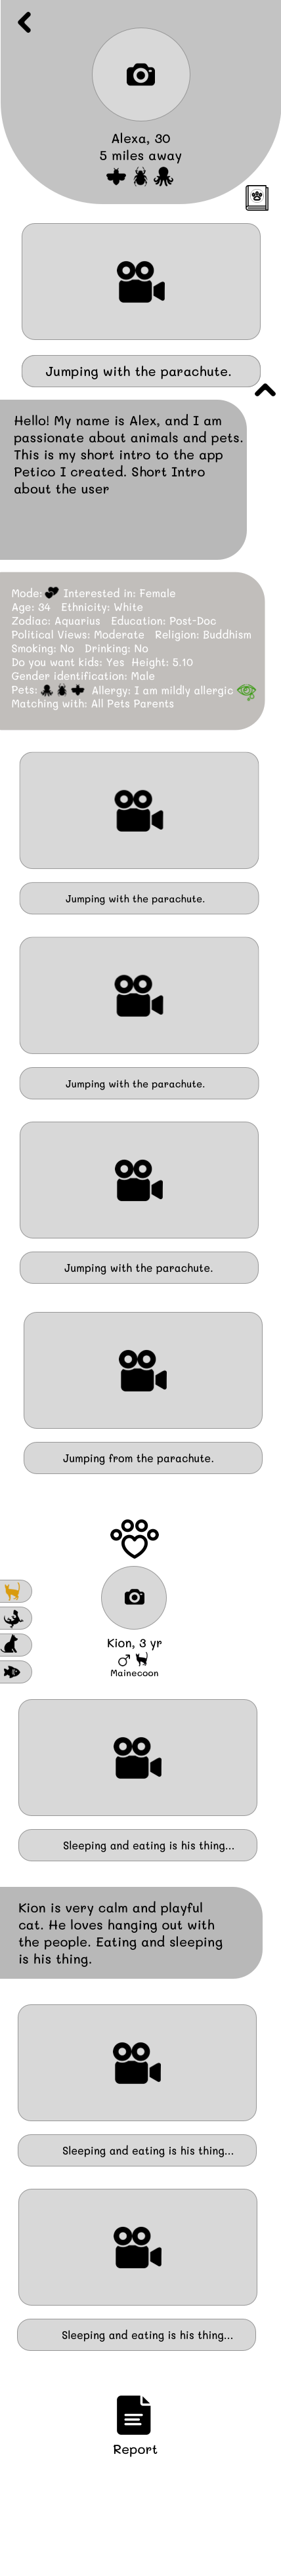 Alexa, 30
5 miles away
Jumping with the parachute.
Hello! My name is Alex, and I am
passionate about animals and pets.
This is my short intro to the app
Petico I created. Short Intro
about the user
Mode: Interested in: Female
Age: 34 Ethnicity: White
Zodiac: Aquarius Education: Post-Doc
Political Views: Moderate Religion: Buddhism
Smoking: No Drinking: No
Do you want kids: Yes Height: 5.10
Gender identification: Male
Pets: Allergy: I am mildly allergic
Matching with: All Pets Parents
Jumping with the parachute.
Jumping with the parachute.
Jumping with the parachute.
Jumping from the parachute.
Kion, 3 yr
Mainecoon
Sleeping and eating is his thing...
Kion is very calm and playful
cat. He loves hanging out with
the people. Eating and sleeping
is his thing.
Sleeping and eating is his thing...
Sleeping and eating is his thing...
Report